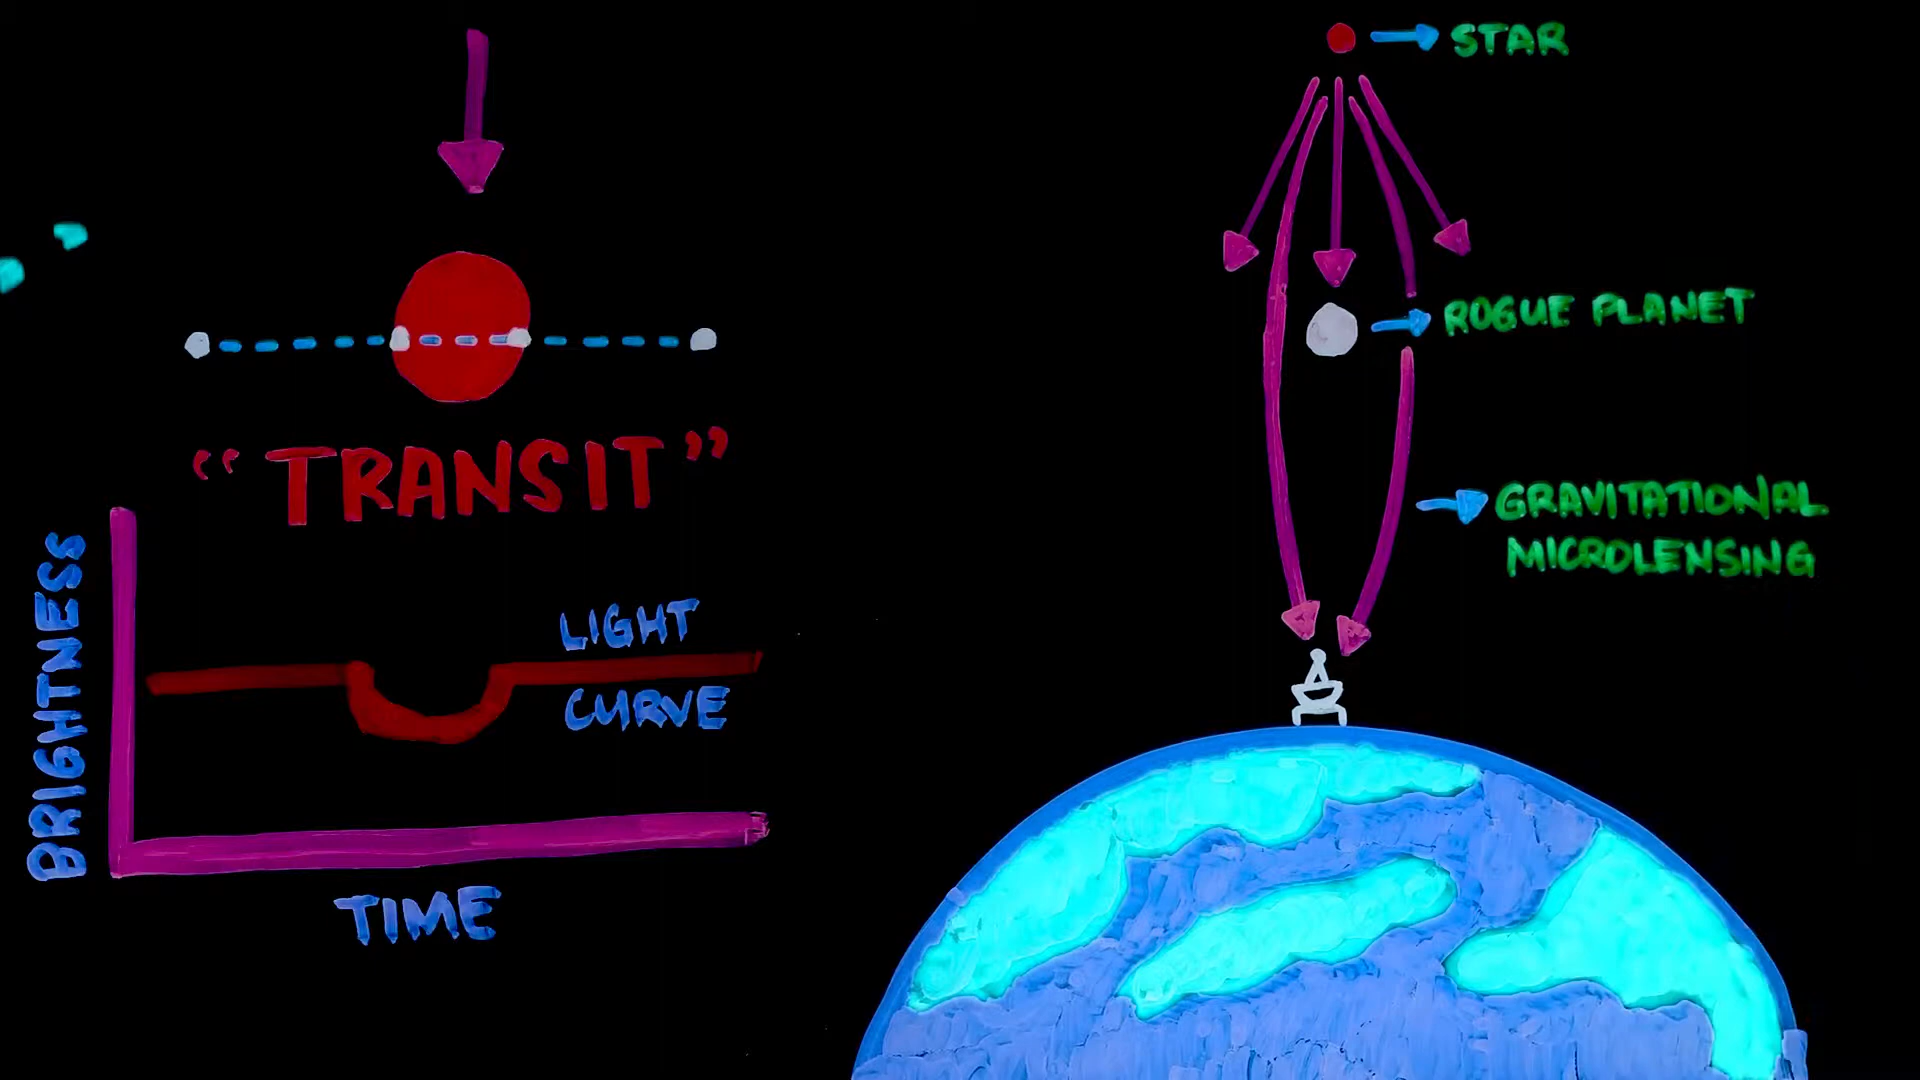 “TRANSIT”
BRIGHTNESS
LIGHT
CURVE
TIME
STAR
ROGUE PLANET
GRAVITATIONAL
MICROLENSING